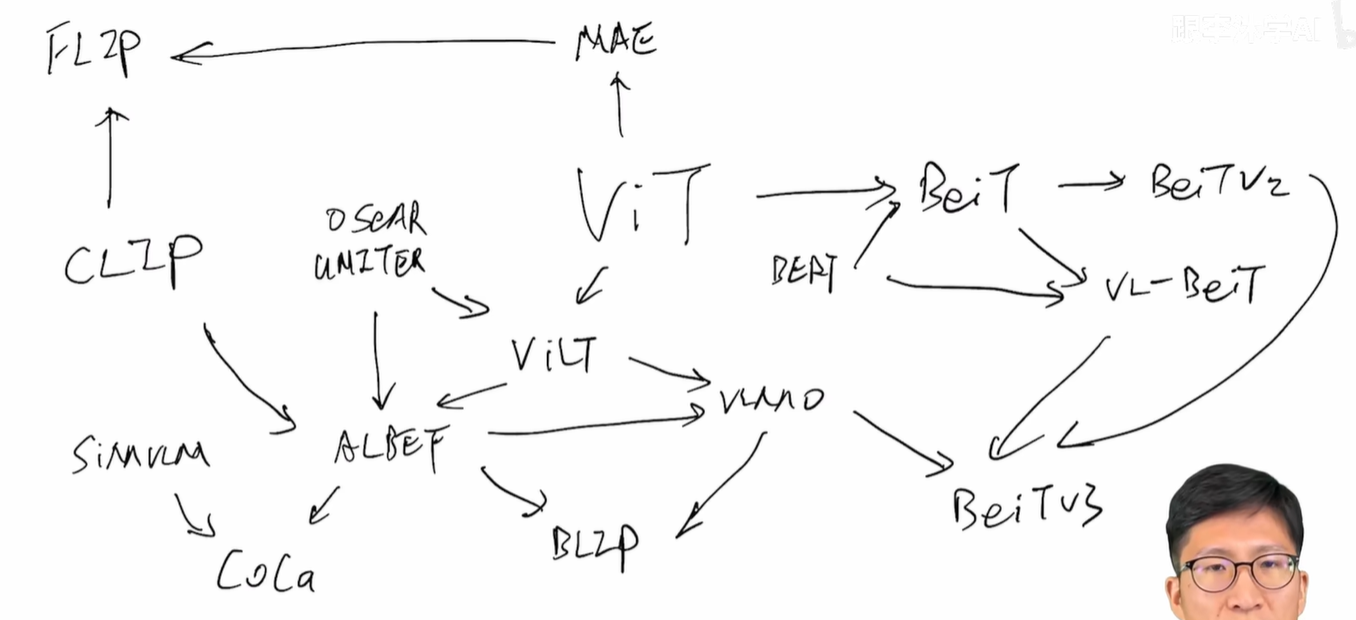 FLIP
MAE
ViT
BeiT
BeiTv2
OSCAR
UNITER
CLIP
BERT
VL-BeiT
ViLT
VLMO
SimVLM
ALBEF
BeiTv3
BLIP
CoCa
跟李沐学AI